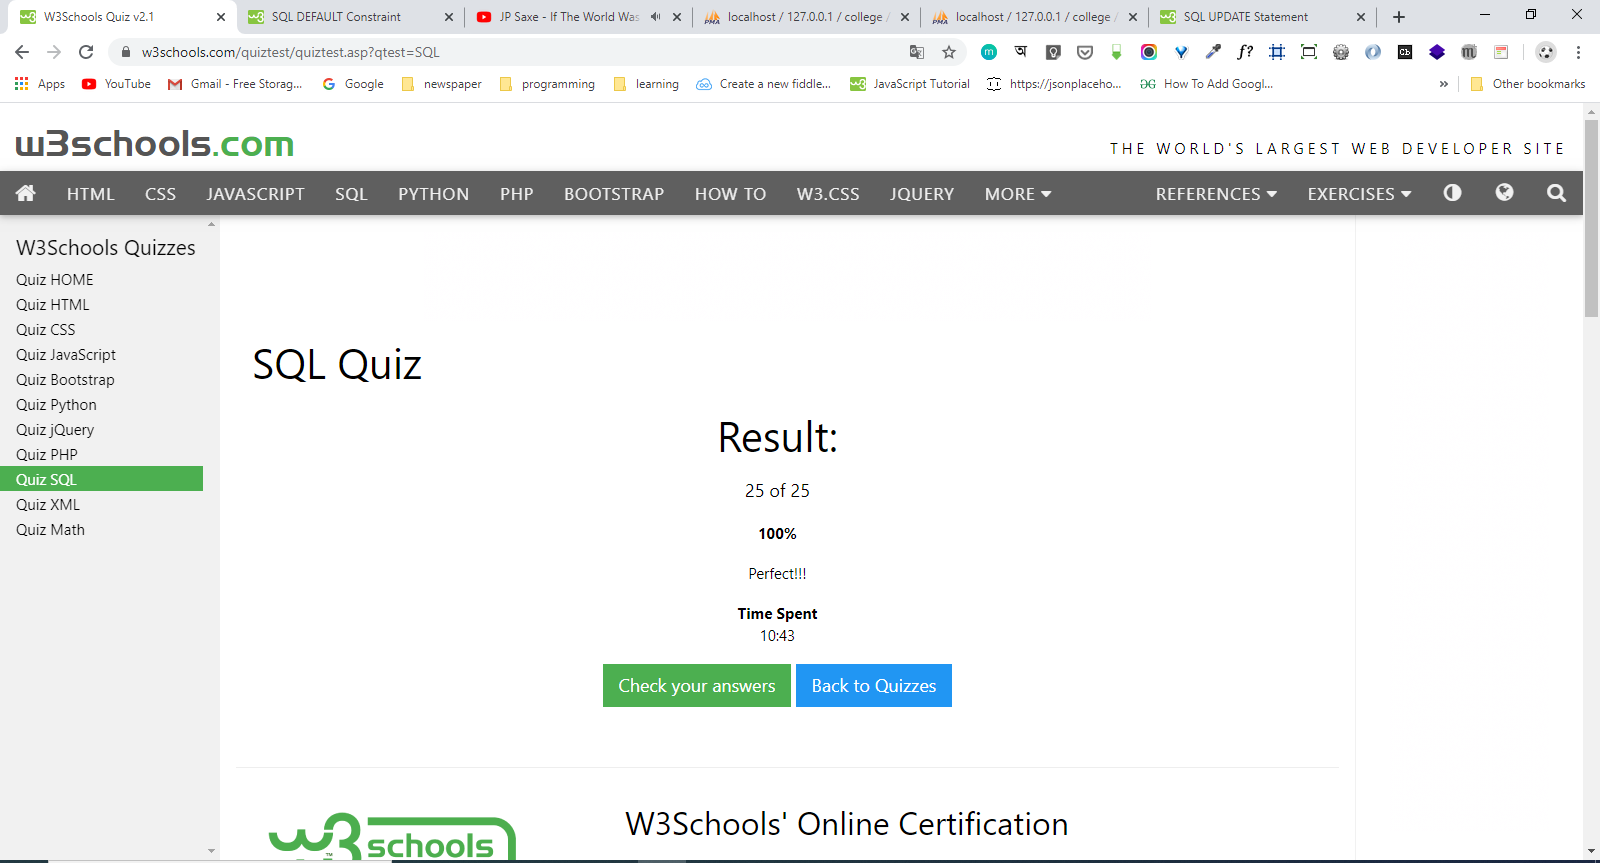 W3Schools Quiz v2.1
SQL DEFAULT Constraint
JP Saxe - If The World Was
localhost / 127.0.0.1 / college /
localhost / 127.0.0.1 / college /
SQL UPDATE Statement
w3schools.com/quiztest/quiztest.asp?qtest=SQL
Apps
YouTube
Gmail - Free Storag...
Google
newspaper
programming
learning
Create a new fiddle...
JavaScript Tutorial
https://jsonplaceho...
How To Add Googl...
»
Other bookmarks
w3schools.com
THE WORLD'S LARGEST WEB DEVELOPER SITE
HTML CSS JAVASCRIPT SQL PYTHON PHP BOOTSTRAP HOW TO W3.CSS JQUERY MORE REFERENCES EXERCISES
W3Schools Quizzes
Quiz HOME
Quiz HTML
Quiz CSS
Quiz JavaScript
Quiz Bootstrap
Quiz Python
Quiz jQuery
Quiz PHP
Quiz SQL
Quiz XML
Quiz Math
SQL Quiz
Result:
25 of 25
100%
Perfect!!!
Time Spent
10:43
Check your answers
Back to Quizzes
w3schools
W3Schools' Online Certification